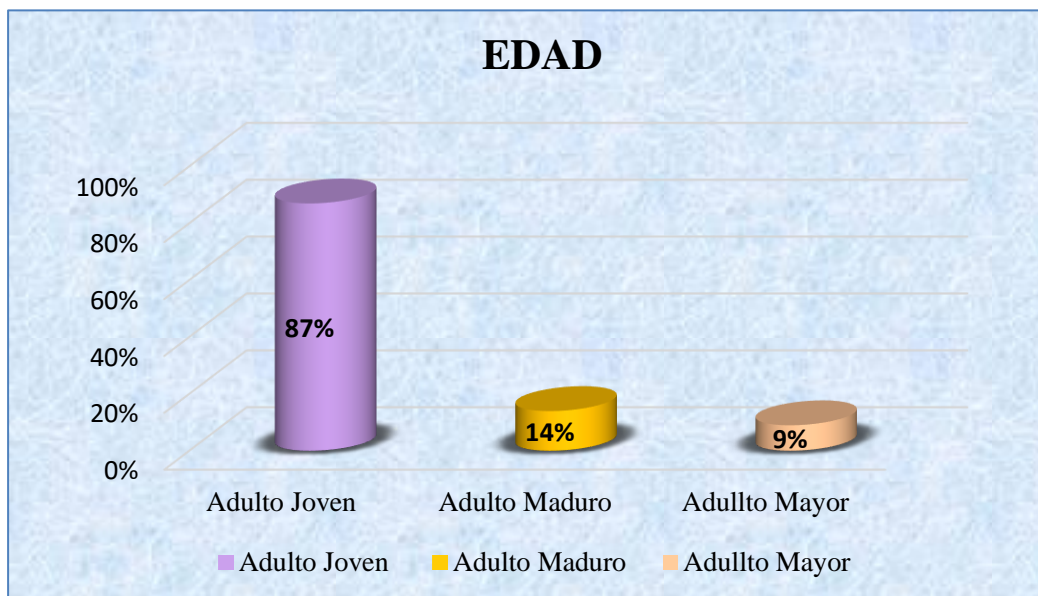 EDAD
100%
80%
60%
40%
20%
0%
87%
14%
9%
Adulto Joven
Adulto Maduro
Adullto Mayor
Adulto Joven
Adulto Maduro
Adullto Mayor